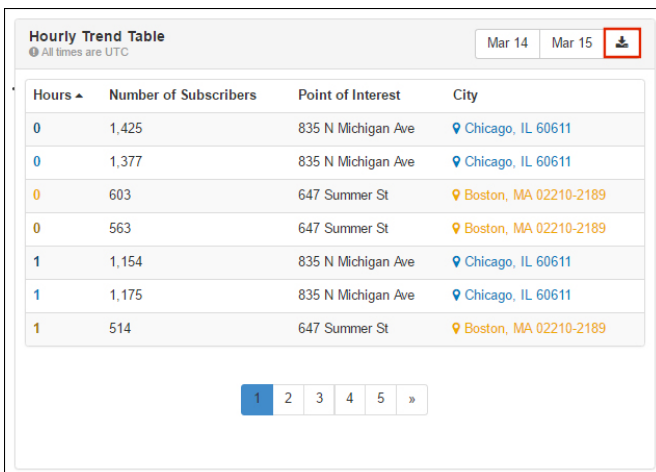 Hourly Trend Table
All times are UTC
Mar 14 Mar 15
Hours Number of Subscribers Point of Interest City
0 1,425 835 N Michigan Ave Chicago, IL 60611
0 1,377 835 N Michigan Ave Chicago, IL 60611
0 603 647 Summer St Boston, MA 02210-2189
0 563 647 Summer St Boston, MA 02210-2189
1 1,154 835 N Michigan Ave Chicago, IL 60611
1 1,175 835 N Michigan Ave Chicago, IL 60611
1 514 647 Summer St Boston, MA 02210-2189
1 2 3 4 5 »